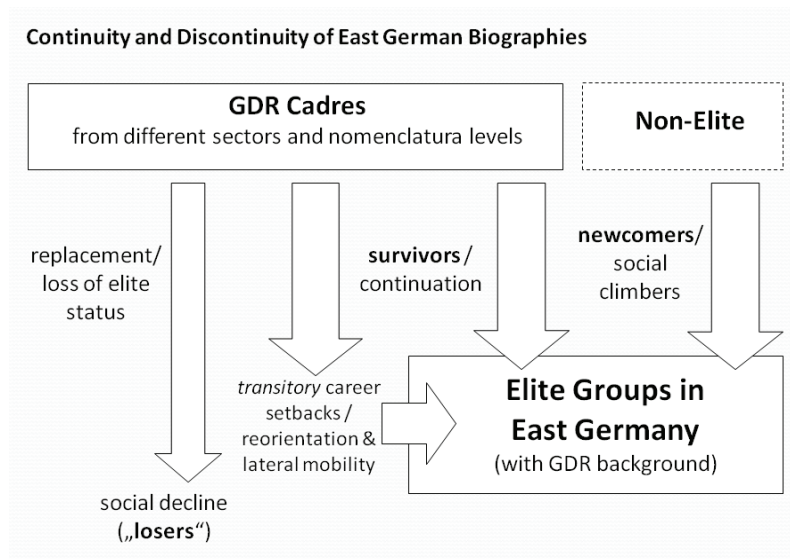 Continuity and Discontinuity of East German Biographies
GDR Cadres
from different sectors and nomenclatura levels
Non-Elite
replacement/
loss of elite
status
survivors/
continuation
newcomers/
social
climbers
transitory career
setbacks /
reorientation &
lateral mobility
Elite Groups in
East Germany
(with GDR background)
social decline
(„losers“)